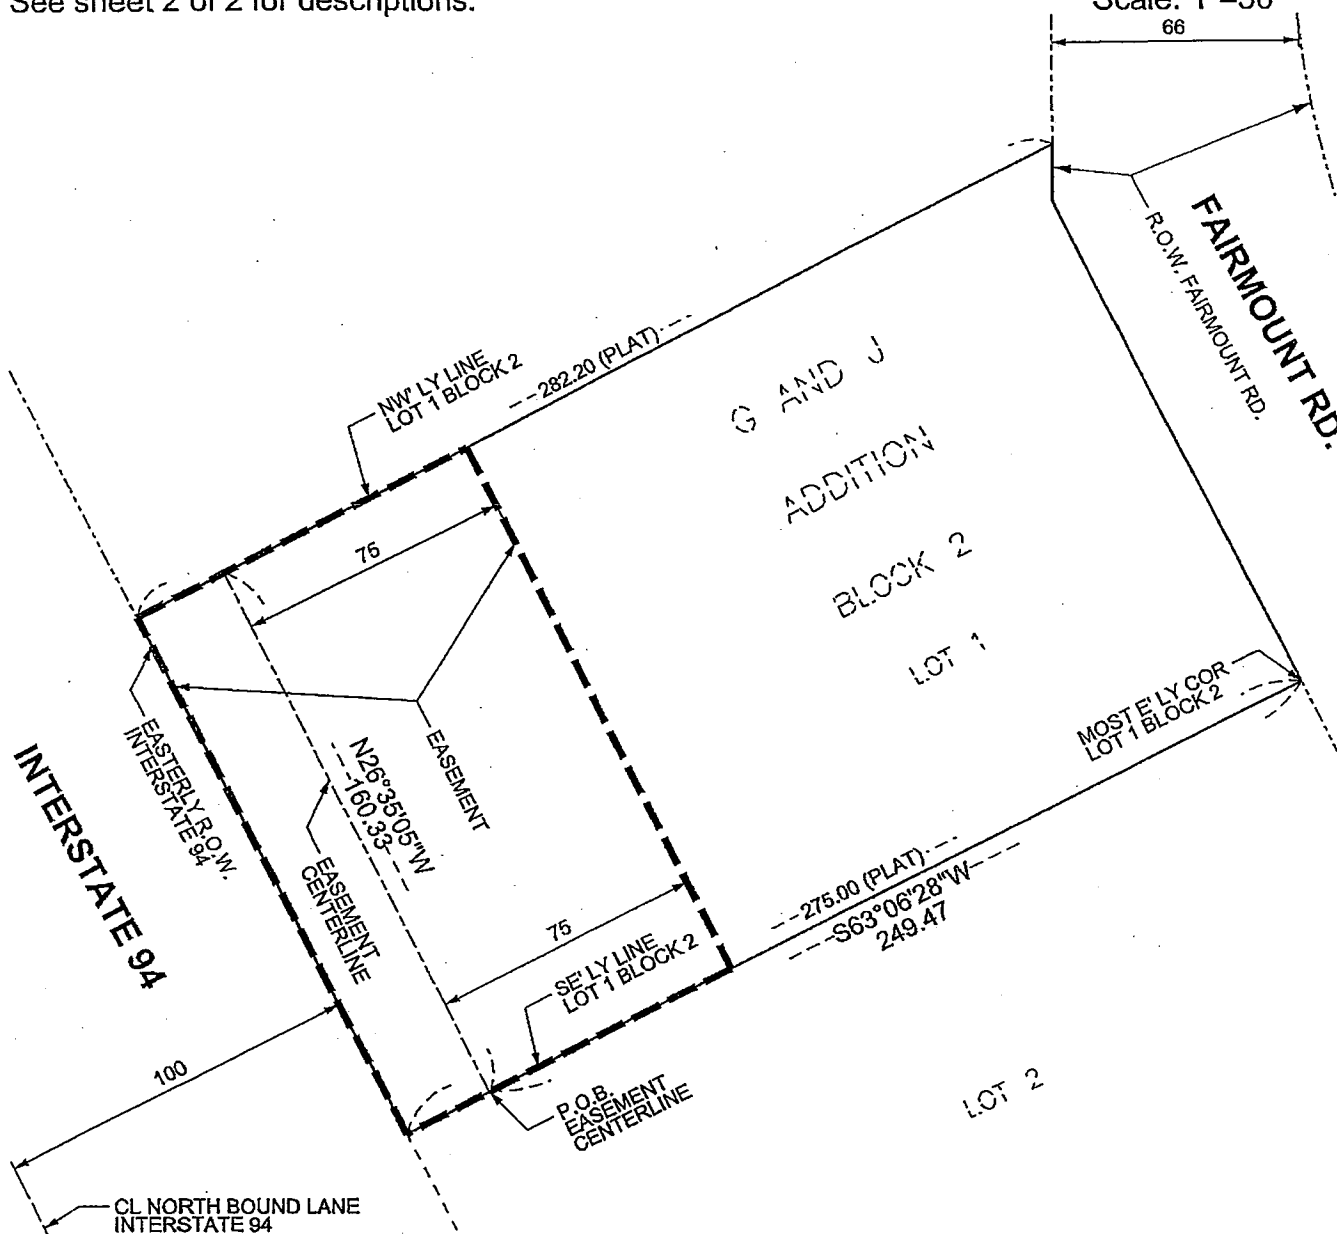 See sheet 2 of 2 for descriptions.
Scale: 1"=50'
66
FAIRMOUNT RD.
R.O.W. FAIRMOUNT RD.
NW'LY LINE
LOT 1 BLOCK 2
282.20 (PLAT)
G AND J
ADDITION
BLOCK 2
LOT 1
75
MOST E'LY COR
LOT 1 BLOCK 2
EASTERLY R.O.W.
INTERSTATE 94
INTERSTATE 94
N26°35'05"W
160.33
EASEMENT
EASEMENT
CENTERLINE
275.00 (PLAT)
S63°06'28"W
249.47
75
SE'LY LINE
LOT 1 BLOCK 2
100
P.O.B.
EASEMENT
CENTERLINE
LOT 2
CL NORTH BOUND LANE
INTERSTATE 94